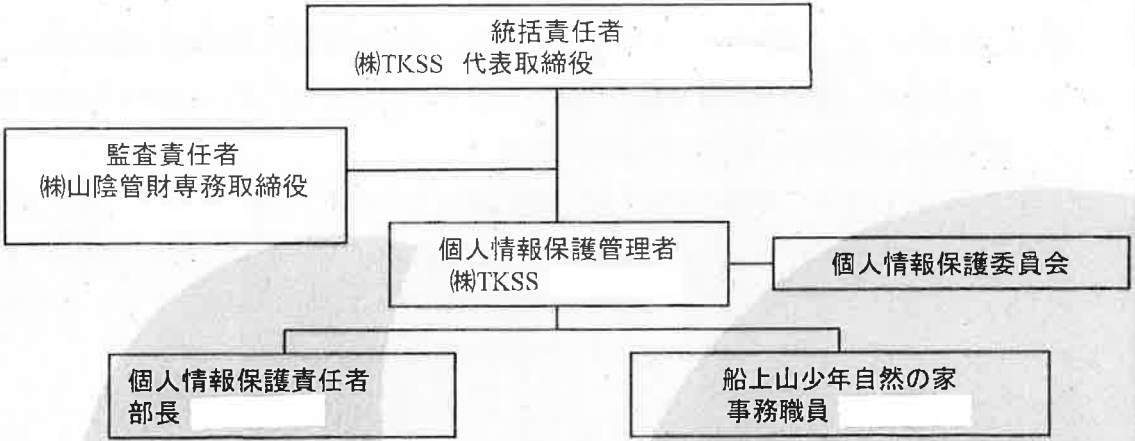 統括責任者
㈱TKSS 代表取締役
監査責任者
㈱山陰管財専務取締役
個人情報保護管理者
㈱TKSS
個人情報保護委員会
個人情報保護責任者
部長
船上山少年自然の家
事務職員